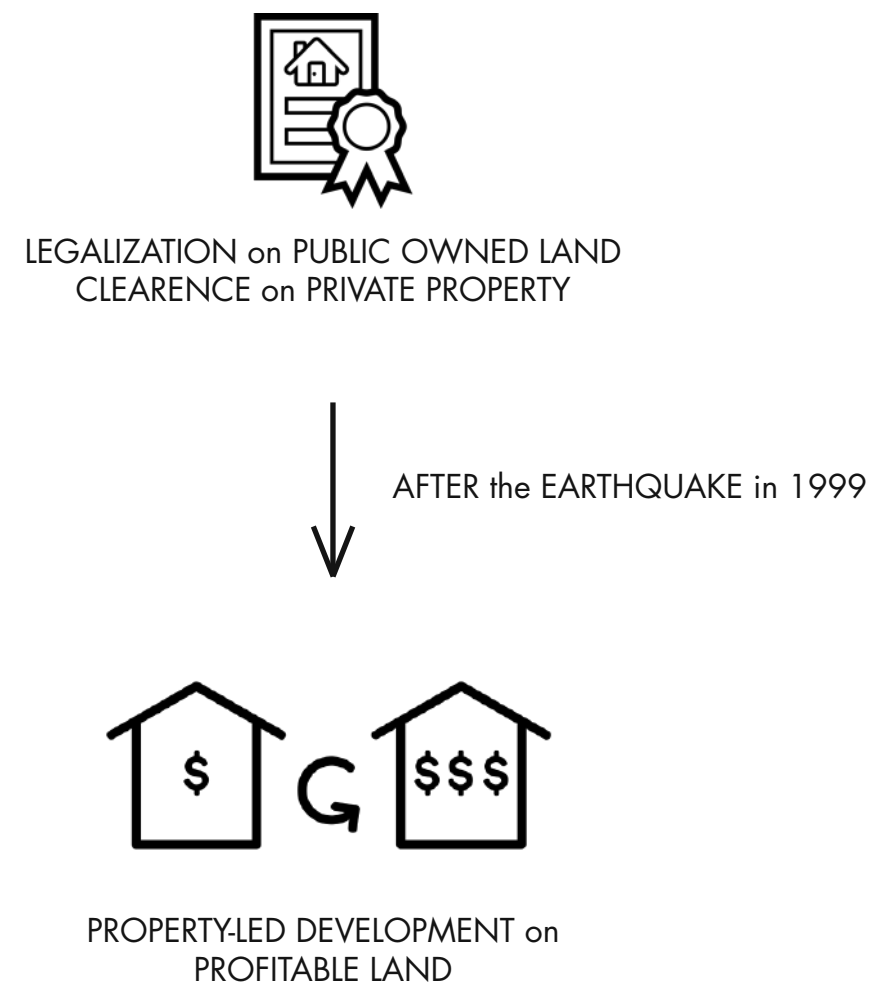 LEGALIZATION on PUBLIC OWNED LAND
CLEARENCE on PRIVATE PROPERTY
AFTER the EARTHQUAKE in 1999
$ $$$
PROPERTY-LED DEVELOPMENT on
PROFITABLE LAND